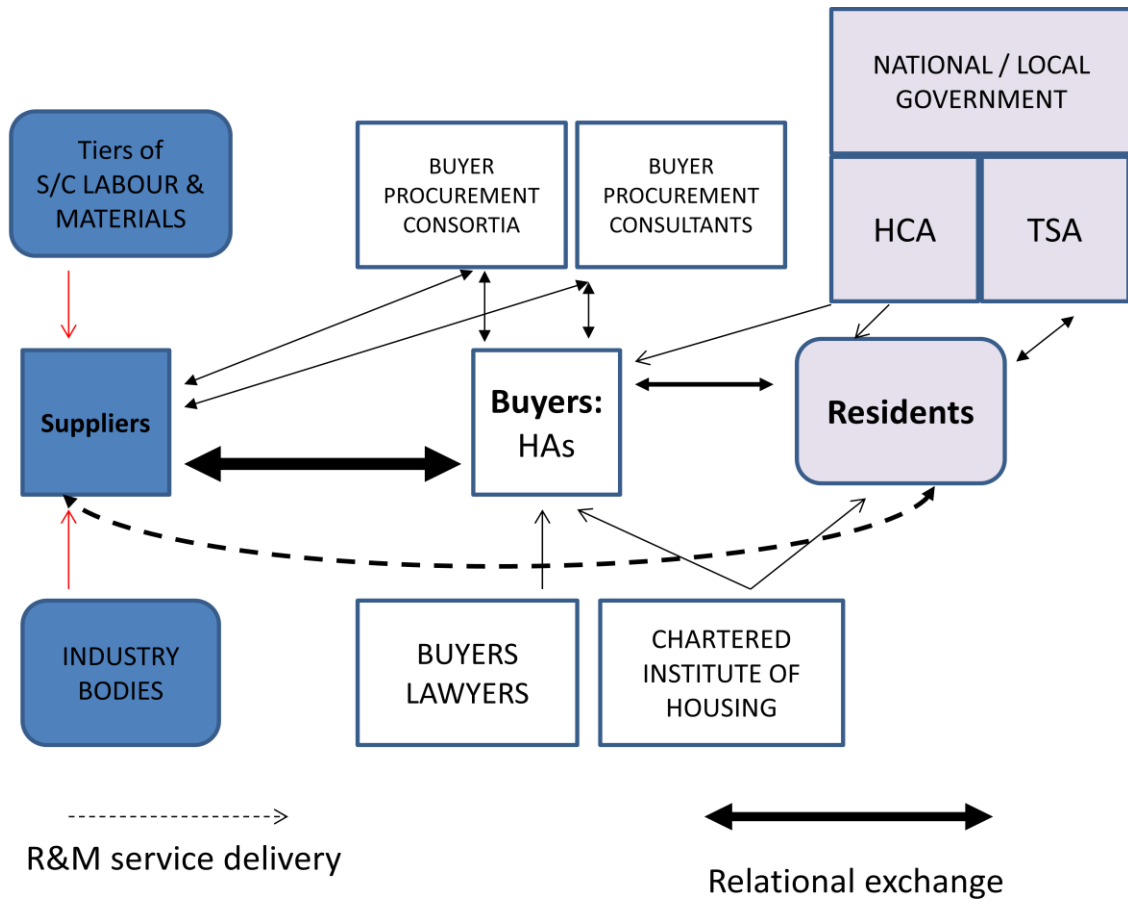 NATIONAL / LOCAL
GOVERNMENT
Tiers of
S/C LABOUR &
MATERIALS
BUYER
PROCUREMENT
CONSORTIA
BUYER
PROCUREMENT
CONSULTANTS
HCA
TSA
Suppliers
Buyers:
HAs
Residents
INDUSTRY
BODIES
BUYERS
LAWYERS
CHARTERED
INSTITUTE OF
HOUSING
R&M service delivery
Relational exchange